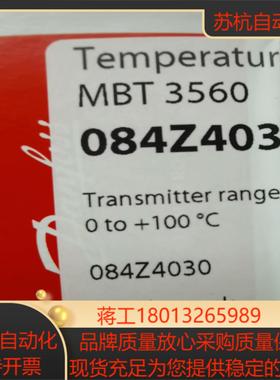 苏杭自动
Temperatur
MBT 3560
084Z403
Transmitter range
0 to +100 °C
084Z4030
蒋工18013265989
自动化
开票
品牌质量放心采购质量
现货充足为您提供稳定的